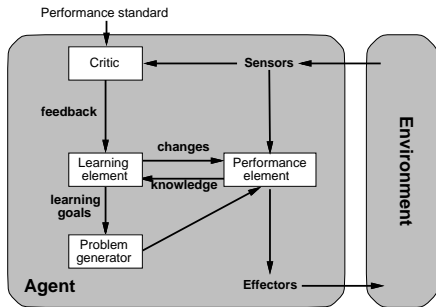 Performance standard
Critic
Sensors
feedback
changes
Learning
element
Performance
element
knowledge
learning
goals
Problem
generator
Agent
Effectors
Environment